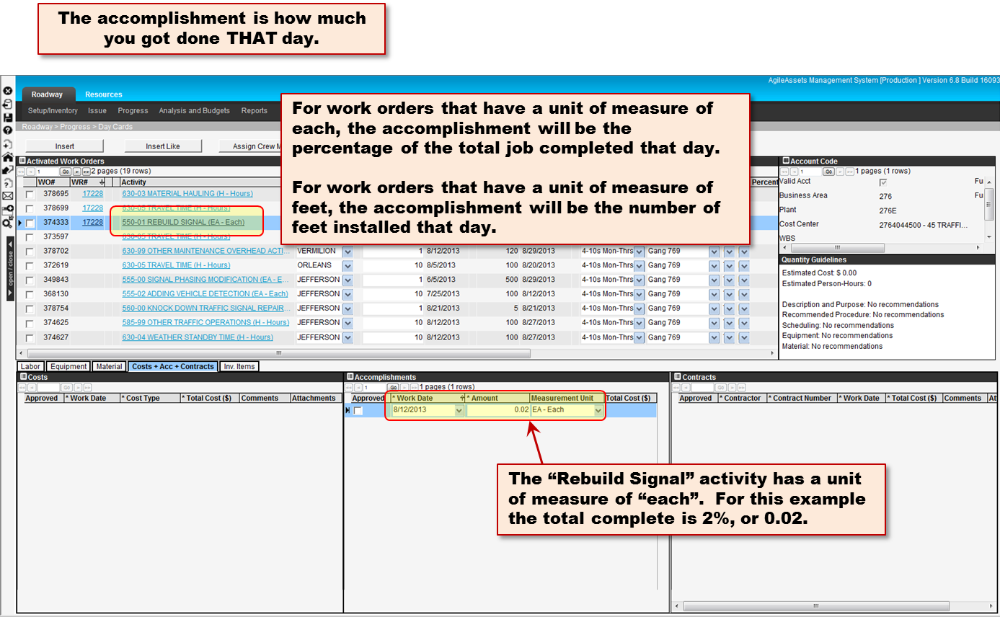 The accomplishment is how much
you got done THAT day.
AgileAssets Management System [Production ] Version 6.8 Build 16093
Roadway Resources
Setup/Inventory Issue Progress Analysis and Budgets Reports
Roadway > Progress > Day Cards
For work orders that have a unit of measure of
each, the accomplishment will be the
percentage of the total job completed that day.
For work orders that have a unit of measure of
feet, the accomplishment will be the number of
feet installed that day.
Insert Insert Like Assign Crew M
Activated Work Orders
1 Go 2 pages (19 rows)
WO# WR# Activity Percent
378695 17228 630-03 MATERIAL HAULING (H - Hours)
378699 17228 630-05 TRAVEL TIME (H - Hours)
374333 17228 550-01 REBUILD SIGNAL (EA - Each)
373597 630-05 TRAVEL TIME (H - Hours)
378702 630-99 OTHER MAINTENANCE OVERHEAD ACTI... VERMILION 1 8/12/2013 120 8/29/2013 4-10s Mon-Thrs Gang 769
372619 630-05 TRAVEL TIME (H - Hours) ORLEANS 10 8/5/2013 100 8/20/2013 4-10s Mon-Thrs Gang 769
349843 555-00 SIGNAL PHASING MODIFICATION (EA - E... JEFFERSON 1 6/5/2013 500 8/29/2013 4-10s Mon-Thrs Gang 769
368130 555-02 ADDING VEHICLE DETECTION (EA - Each) JEFFERSON 10 7/25/2013 100 8/12/2013 4-10s Mon-Thrs Gang 769
378754 560-00 KNOCK DOWN TRAFFIC SIGNAL REPAIR... JEFFERSON 1 8/21/2013 5 8/21/2013 4-10s Mon-Thrs Gang 769
374625 585-99 OTHER TRAFFIC OPERATIONS (H - Hours) JEFFERSON 10 8/12/2013 100 8/27/2013 4-10s Mon-Thrs Gang 769
374627 630-04 WEATHER STANDBY TIME (H - Hours) JEFFERSON 10 8/12/2013 100 8/27/2013 4-10s Mon-Thrs Gang 769
Account Code
1 Go 1 pages (1 rows)
Valid Acct Fu
Business Area 276 Fu
Plant 276E
Cost Center 2764044500 - 45 TRAFFI...
WBS
Quantity Guidelines
Estimated Cost: $ 0.00
Estimated Person-Hours: 0
Description and Purpose: No recommendations
Recommended Procedure: No recommendations
Scheduling: No recommendations
Equipment: No recommendations
Material: No recommendations
open / close
Labor Equipment Material Costs + Acc + Contracts Inv. Items
Costs
Go
Approved * Work Date * Cost Type * Total Cost ($) Comments Attachments
Accomplishments
1 Go 1 pages (1 rows)
Approved * Work Date * Amount Measurement Unit Total Cost ($)
8/12/2013 0.02 EA - Each
Contracts
Go
Approved * Contractor * Contract Number * Work Date * Total Cost ($) Comments At
The “Rebuild Signal” activity has a unit
of measure of “each”. For this example
the total complete is 2%, or 0.02.